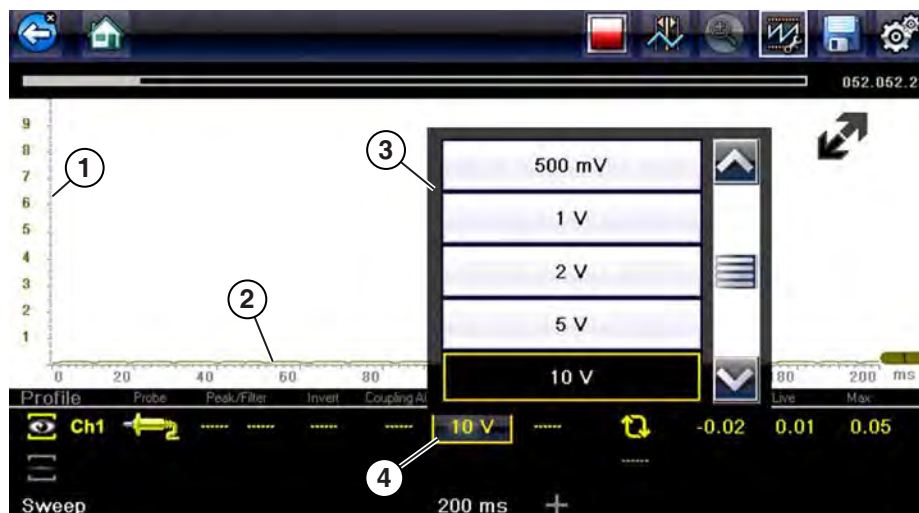 052.052.2
9
8
7
6
5
4
3
2
1
1
2
3
4
500 mV
1 V
2 V
5 V
10 V
0 20 40 60 80 80 200 ms
Profile Probe Peak/Filter Invert Coupling Live Max
Ch1 10 V -0.02 0.01 0.05
Sweep 200 ms